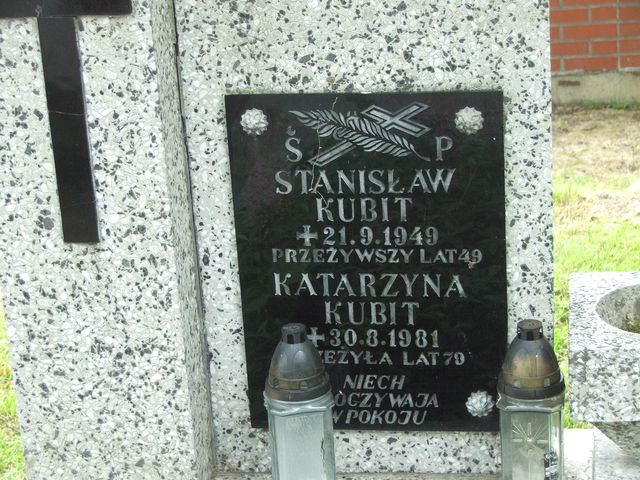 Ś P
STANISŁAW
KUBIT
21.9.1949
PRZEŻYWSZY LAT 49
KATARZYNA
KUBIT
30.8.1981
LAT 79
NIECH
W POKOJU